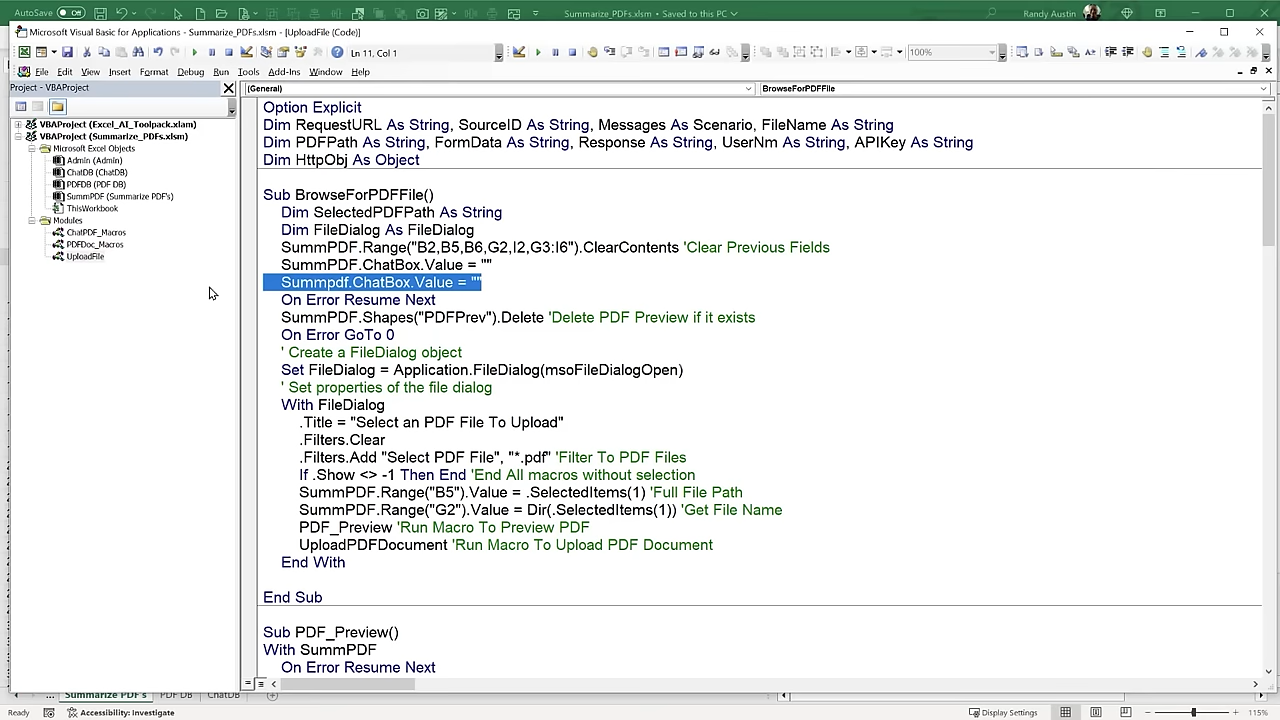 AutoSave Off
Summarize_PDFs.xlsm • Saved to this PC
Randy Austin
Microsoft Visual Basic for Applications - Summarize_PDFs.xlsm - [UploadFile (Code)]
Ln 11, Col 1
100%
File Edit View Insert Format Debug Run Tools Add-Ins Window Help
Project - VBAProject
(General)
BrowseForPDFFile
VBAProject (Excel_AI_Toolpack.xlam)
VBAProject (Summarize_PDFs.xlsm)
Microsoft Excel Objects
Admin (Admin)
ChatDB (ChatDB)
PDFDB (PDF DB)
SummPDF (Summarize PDF's)
ThisWorkbook
Modules
ChatPDF_Macros
PDFDoc_Macros
UploadFile
Option Explicit
Dim RequestURL As String, SourceID As String, Messages As Scenario, FileName As String
Dim PDFPath As String, FormData As String, Response As String, UserNm As String, APIKey As String
Dim HttpObj As Object
Sub BrowseForPDFFile()
Dim SelectedPDFPath As String
Dim FileDialog As FileDialog
SummPDF.Range("B2,B5,B6,G2,I2,G3:I6").ClearContents 'Clear Previous Fields
SummPDF.ChatBox.Value = ""
Summpdf.ChatBox.Value = ""
On Error Resume Next
SummPDF.Shapes("PDFPrev").Delete 'Delete PDF Preview if it exists
On Error GoTo 0
' Create a FileDialog object
Set FileDialog = Application.FileDialog(msoFileDialogOpen)
' Set properties of the file dialog
With FileDialog
.Title = "Select an PDF File To Upload"
.Filters.Clear
.Filters.Add "Select PDF File", "*.pdf" 'Filter To PDF Files
If .Show <> -1 Then End 'End All macros without selection
SummPDF.Range("B5").Value = .SelectedItems(1) 'Full File Path
SummPDF.Range("G2").Value = Dir(.SelectedItems(1)) 'Get File Name
PDF_Preview 'Run Macro To Preview PDF
UploadPDFDocument 'Run Macro To Upload PDF Document
End With
End Sub
Sub PDF_Preview()
With SummPDF
On Error Resume Next
... Summarize PDF's PDF DB ChatDB
Ready
Accessibility: Investigate
Display Settings
115%